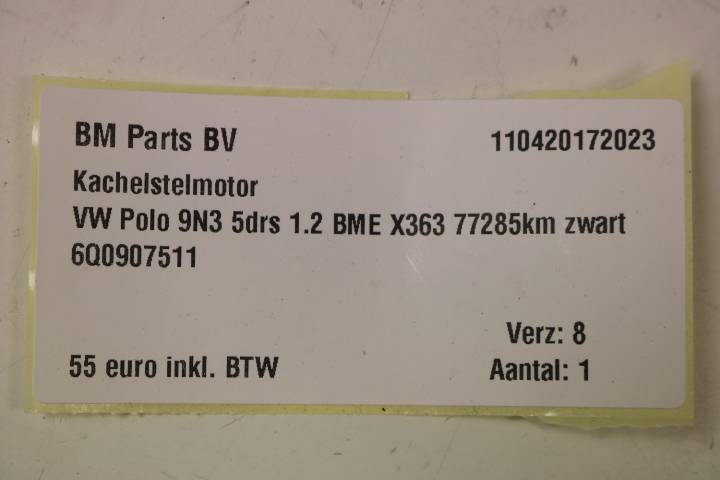 BM Parts BV 110420172023
Kachelstelmotor
VW Polo 9N3 5drs 1.2 BME X363 77285km zwart
6Q0907511
Verz: 8
55 euro inkl. BTW Aantal: 1